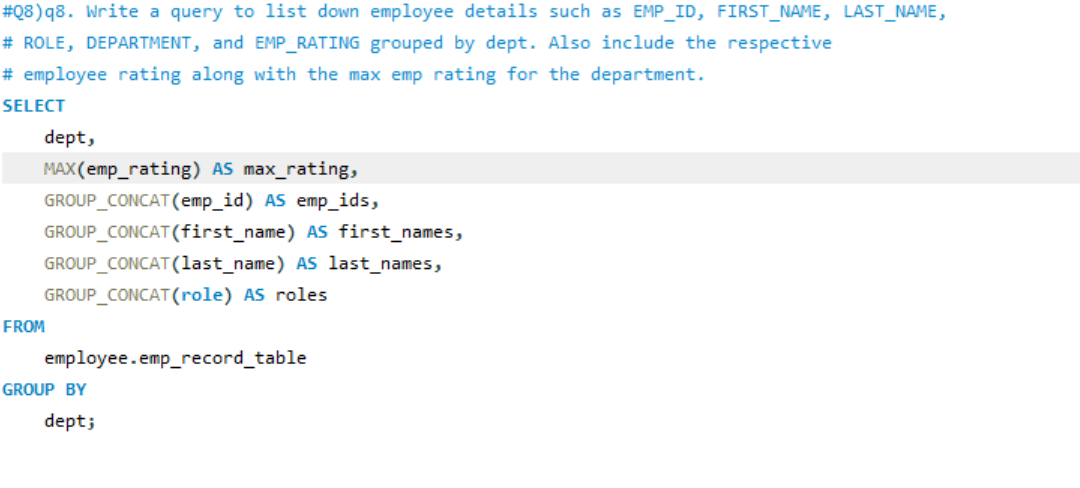 #Q8)q8. Write a query to list down employee details such as EMP_ID, FIRST_NAME, LAST_NAME,
# ROLE, DEPARTMENT, and EMP_RATING grouped by dept. Also include the respective
# employee rating along with the max emp rating for the department.
SELECT
    dept,
    MAX(emp_rating) AS max_rating,
    GROUP_CONCAT(emp_id) AS emp_ids,
    GROUP_CONCAT(first_name) AS first_names,
    GROUP_CONCAT(last_name) AS last_names,
    GROUP_CONCAT(role) AS roles
FROM
    employee.emp_record_table
GROUP BY
    dept;